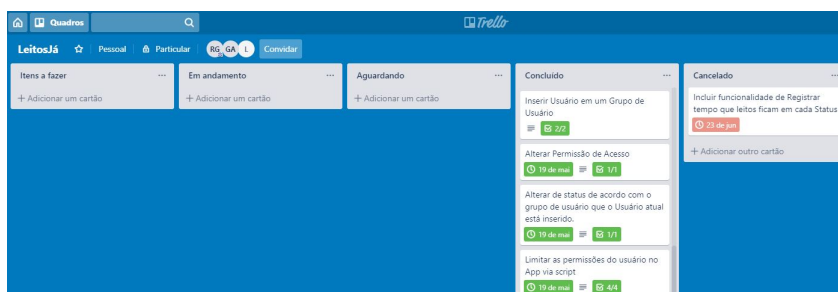 Quadros
Trello
LeitosJá
Pessoal
Particular
RG
GA
L
Convidar
Itens a fazer
+ Adicionar um cartão
Em andamento
+ Adicionar um cartão
Aguardando
+ Adicionar um cartão
Concluído
Inserir Usuário em um Grupo de
Usuário
2/2
Alterar Permissão de Acesso
19 de mai
1/1
Alterar de status de acordo com o
grupo de usuário que o Usuário atual
está inserido.
19 de mai
1/1
Limitar as permissões do usuário no
App via script
19 de mai
4/4
Cancelado
Incluir funcionalidade de Registrar
tempo que leitos ficam em cada Status
23 de jun
+ Adicionar outro cartão